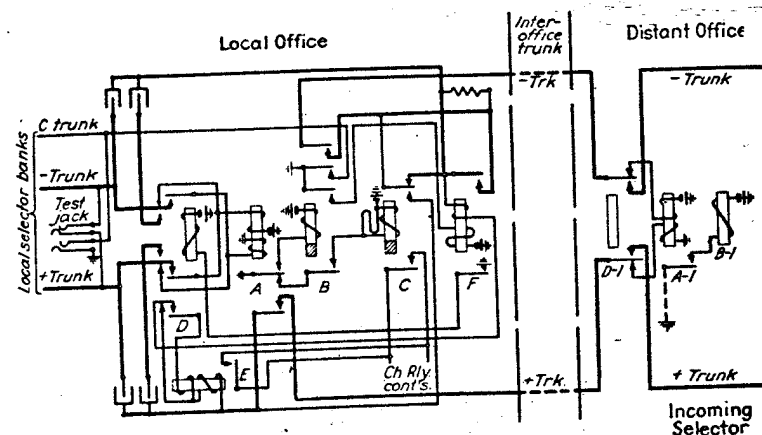 Local Office
Inter-
office
trunk
Distant Office
-Trk
-Trunk
C trunk
-Trunk
Test
jack
+Trunk
Local selector banks
A
B
C
F
D
E
D-1
A-1
B-1
Ch Rly.
cont's.
+Trk.
+ Trunk
Incoming
Selector